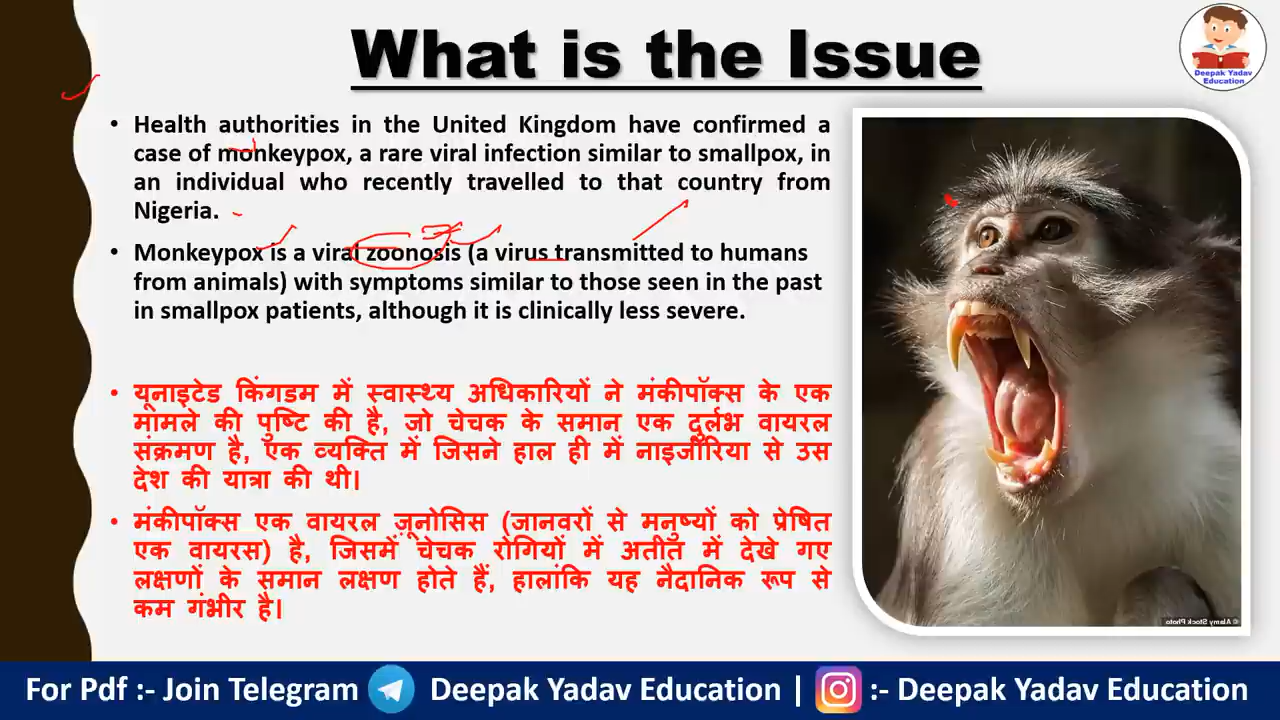 What is the Issue
Deepak Yadav
Education
• Health authorities in the United Kingdom have confirmed a
case of monkeypox, a rare viral infection similar to smallpox, in
an individual who recently travelled to that country from
Nigeria.
• Monkeypox is a viral zoonosis (a virus transmitted to humans
from animals) with symptoms similar to those seen in the past
in smallpox patients, although it is clinically less severe.
• यूनाइटेड किंगडम में स्वास्थ्य अधिकारियों ने मंकीपॉक्स के एक
मामले की पुष्टि की है, जो चेचक के समान एक दुर्लभ वायरल
संक्रमण है, एक व्यक्ति में जिसने हाल ही में नाइजीरिया से उस
देश की यात्रा की थी।
• मंकीपॉक्स एक वायरल ज़ूनोसिस (जानवरों से मनुष्यों को प्रेषित
एक वायरस) है, जिसमें चेचक रोगियों में अतीत में देखे गए
लक्षणों के समान लक्षण होते हैं, हालांकि यह नैदानिक रूप से
कम गंभीर है।
© Alamy Stock Photo
For Pdf :- Join Telegram Deepak Yadav Education | :- Deepak Yadav Education